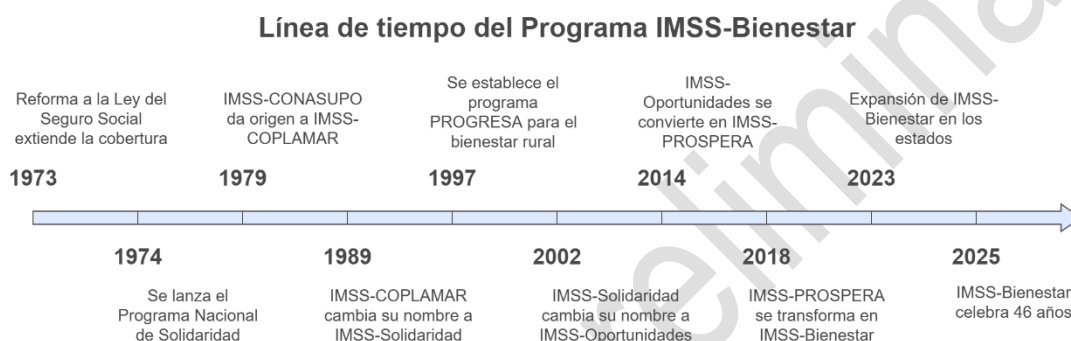 Línea de tiempo del Programa IMSS-Bienestar
Reforma a la Ley del
Seguro Social
extiende la cobertura
1973
IMSS-CONASUPO
da origen a IMSS-
COPLAMAR
1979
Se establece el
programa
PROGRESA para el
bienestar rural
1997
IMSS-
Oportunidades se
convierte en IMSS-
PROSPERA
2014
Expansión de IMSS-
Bienestar en los
estados
2023
1974
Se lanza el
Programa Nacional
de Solidaridad
1989
IMSS-COPLAMAR
cambia su nombre a
IMSS-Solidaridad
2002
IMSS-Solidaridad
cambia su nombre a
IMSS-Oportunidades
2018
IMSS-PROSPERA
se transforma en
IMSS-Bienestar
2025
IMSS-Bienestar
celebra 46 años
relimina